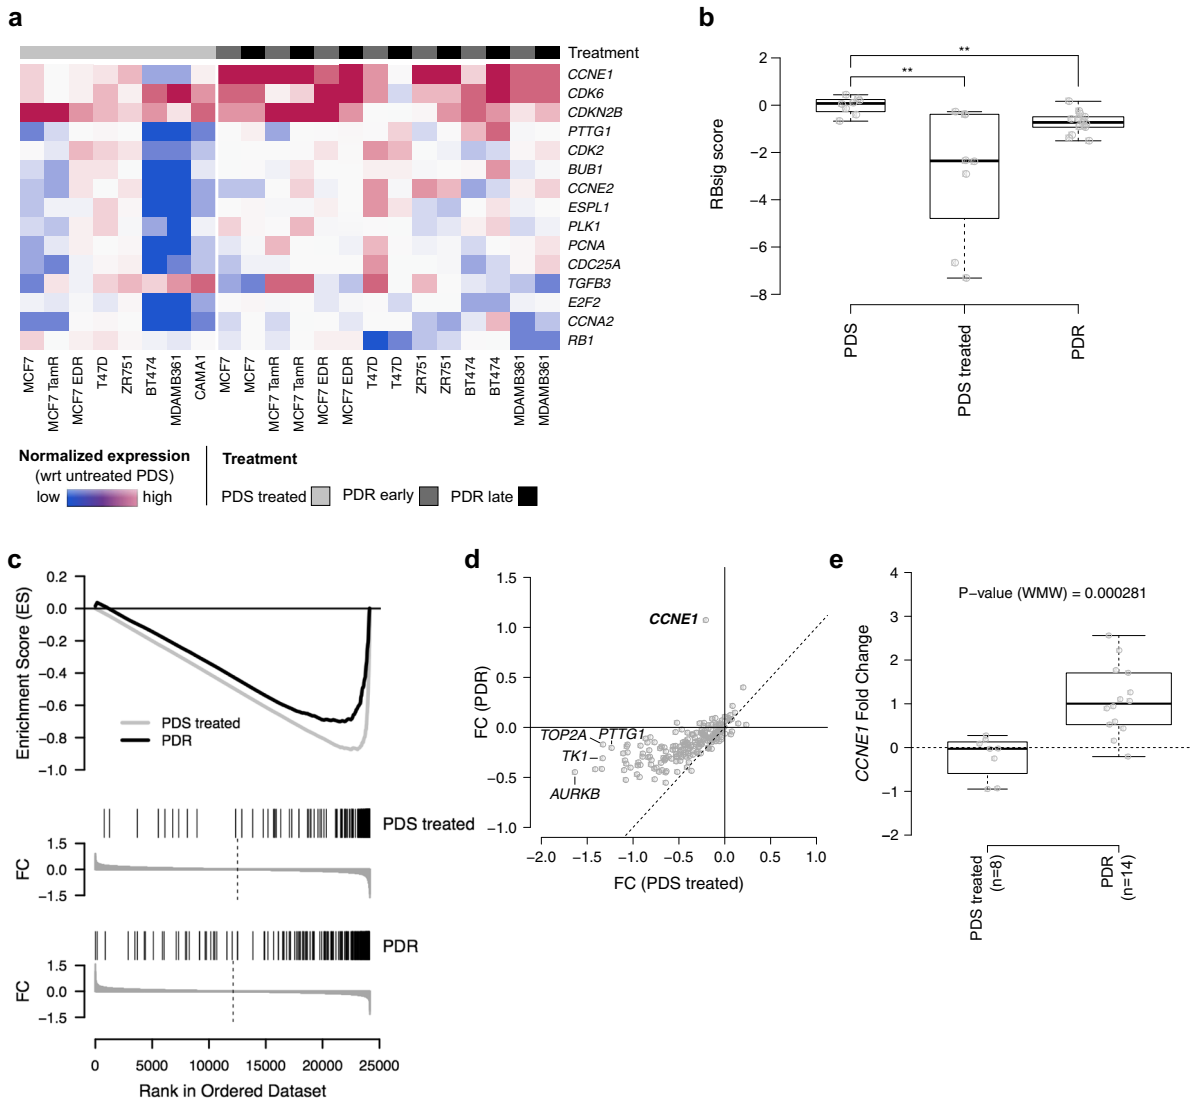 a
Treatment
CCNE1
CDK6
CDKN2B
PTTG1
CDK2
BUB1
CCNE2
ESPL1
PLK1
PCNA
CDC25A
TGFB3
E2F2
CCNA2
RB1
MCF7
MCF7 TamR
MCF7 EDR
T47D
ZR751
BT474
MDAMB361
CAMA1
MCF7
MCF7
MCF7 TamR
MCF7 TamR
MCF7 EDR
MCF7 EDR
T47D
T47D
ZR751
ZR751
BT474
BT474
MDAMB361
MDAMB361
Normalized expression
(wrt untreated PDS)
low high
Treatment
PDS treated PDR early PDR late
b
RBsig score
2
0
−2
−4
−6
−8
**
**
PDS
PDS treated
PDR
c
Enrichment Score (ES)
0.2
0.0
−0.2
−0.4
−0.6
−0.8
−1.0
PDS treated
PDR
PDS treated
FC
1.5
0.0
−1.5
PDR
FC
1.5
0.0
−1.5
0 5000 10000 15000 20000 25000
Rank in Ordered Dataset
d
FC (PDR)
1.5
1.0
0.5
0.0
−0.5
−1.0
CCNE1
TOP2A PTTG1
TK1
AURKB
−2.0 −1.5 −1.0 −0.5 0.0 0.5 1.0
FC (PDS treated)
e
CCNE1 Fold Change
4
3
2
1
0
−1
−2
P-value (WMW) = 0.000281
PDS treated
(n=8)
PDR
(n=14)